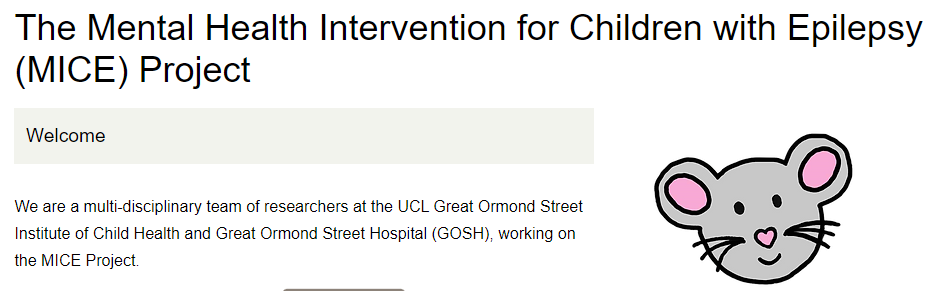 The Mental Health Intervention for Children with Epilepsy
(MICE) Project
Welcome
We are a multi-disciplinary team of researchers at the UCL Great Ormond Street
Institute of Child Health and Great Ormond Street Hospital (GOSH), working on
the MICE Project.